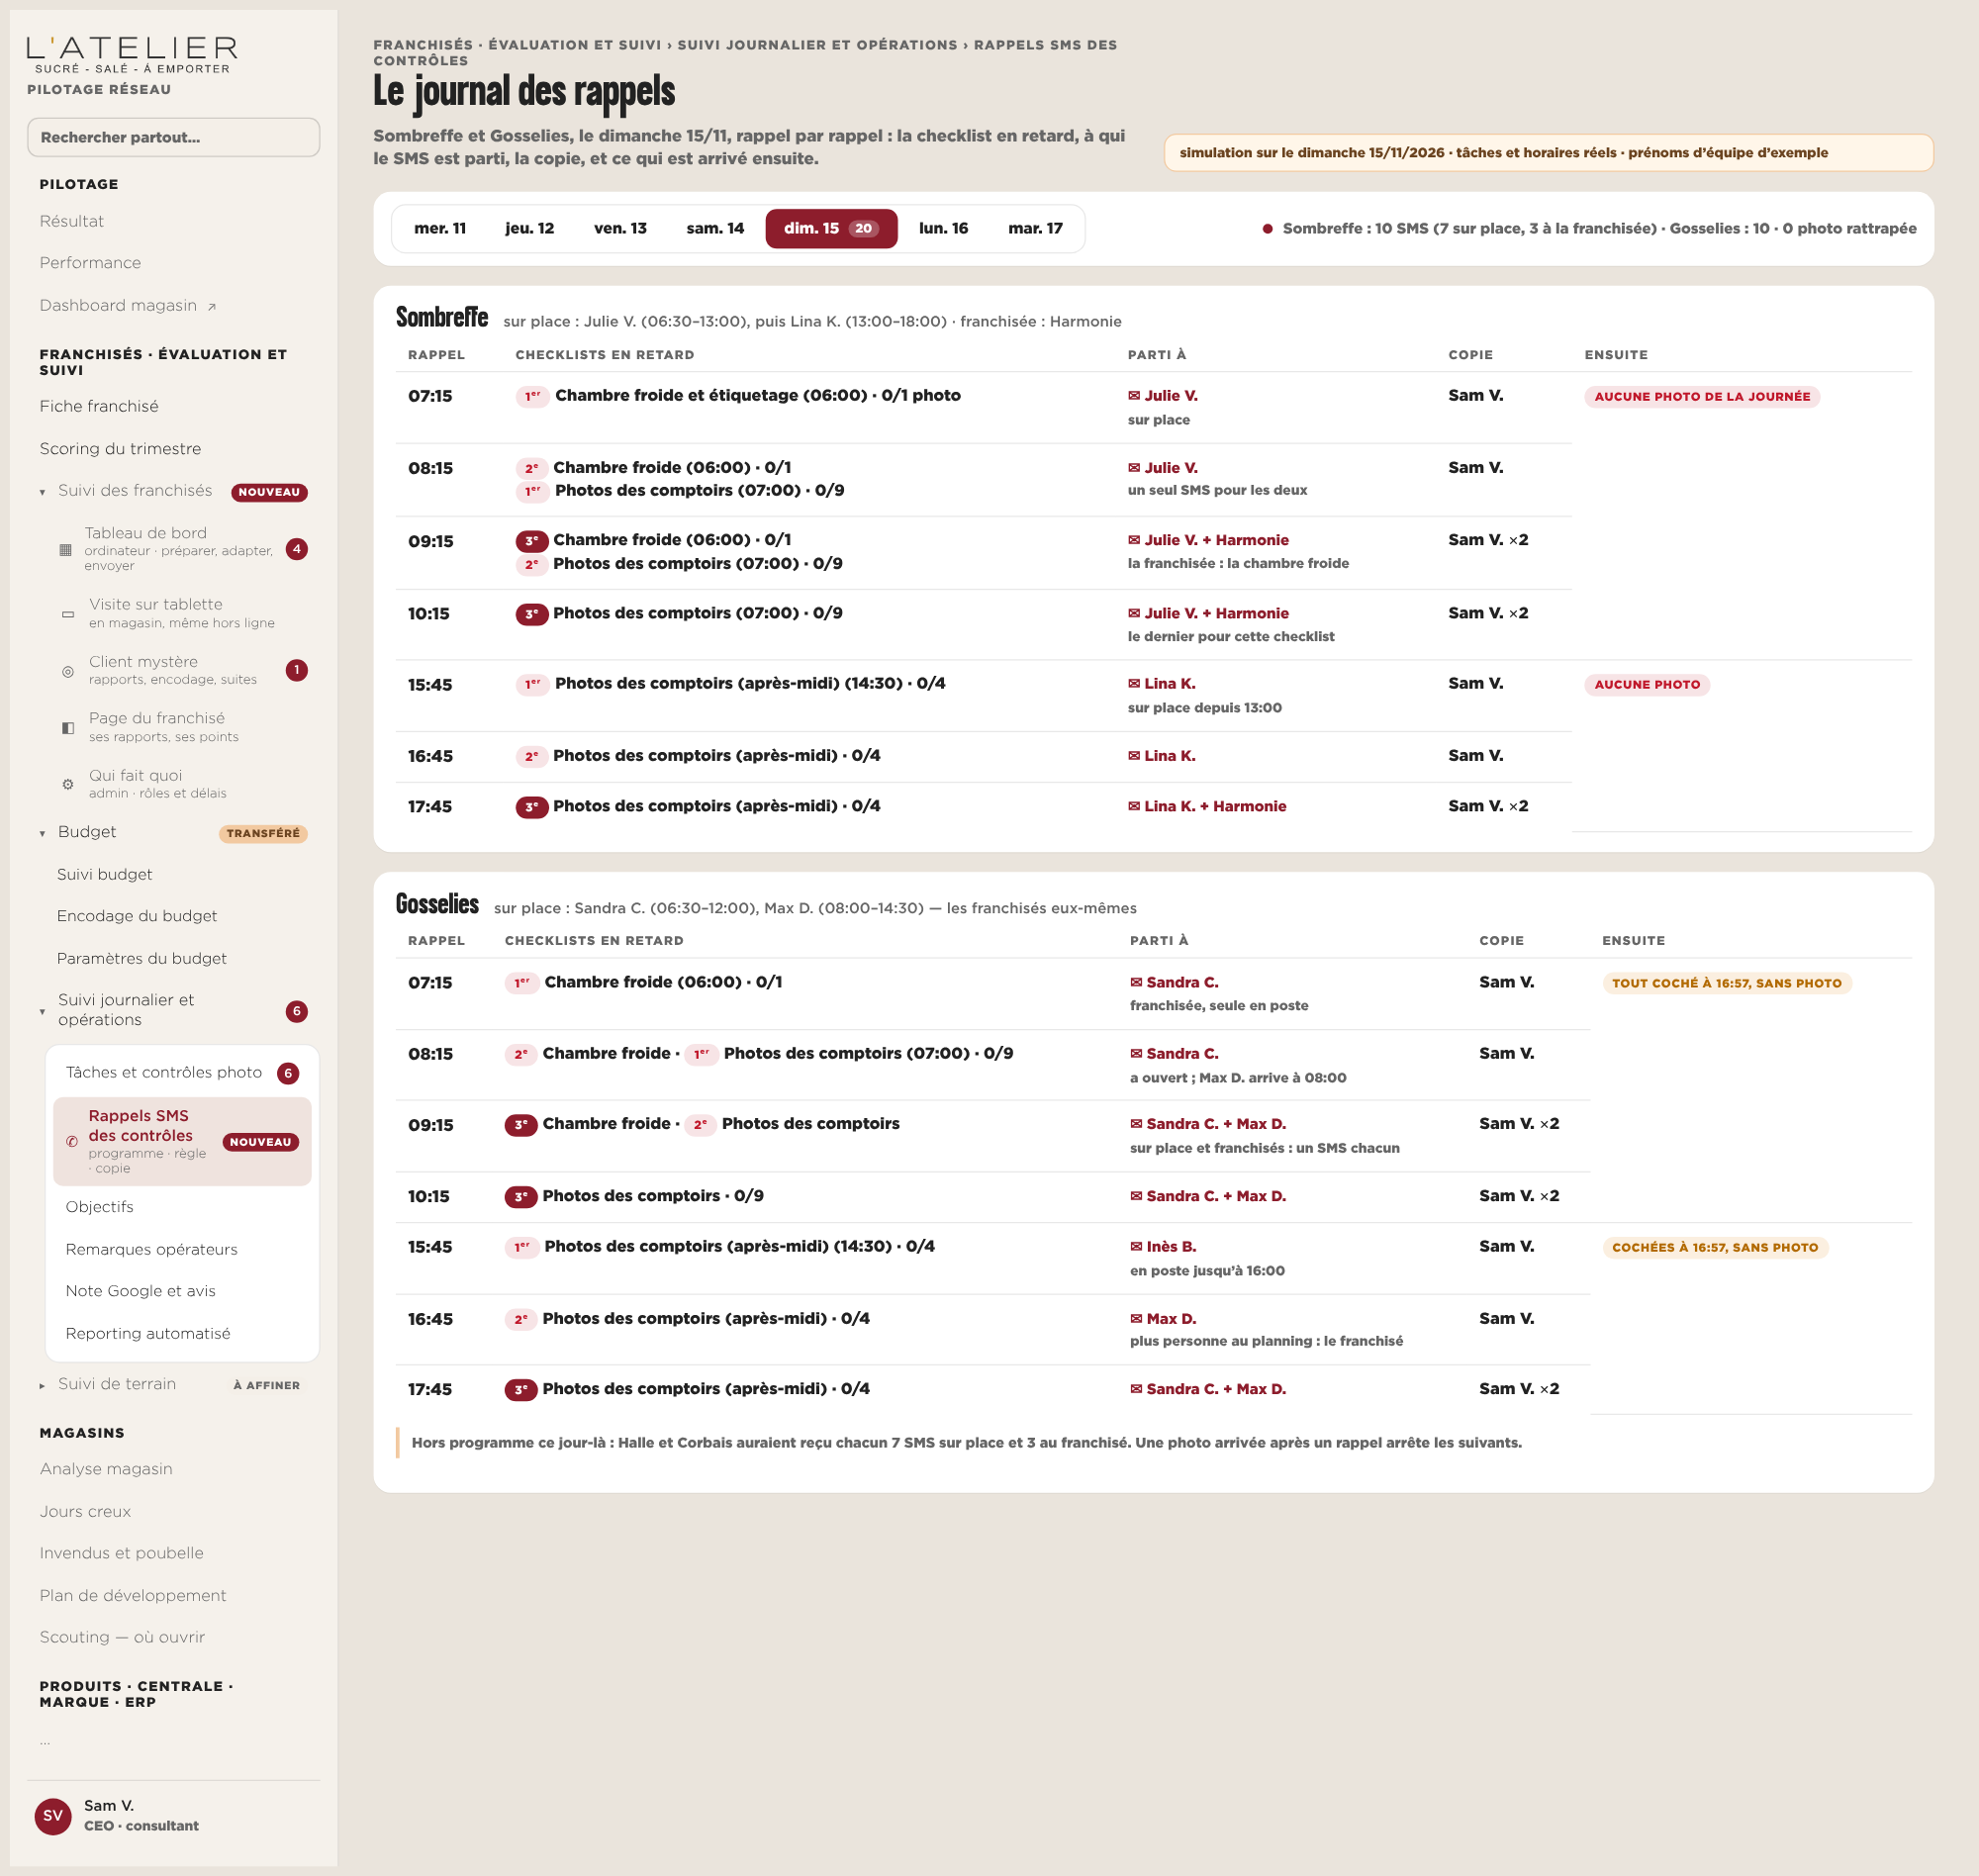 L'ATELIER
SUCRÉ - SALÉ - Á EMPORTER
PILOTAGE RÉSEAU
Rechercher partout...
PILOTAGE
Résultat
Performance
Dashboard magasin ↗
FRANCHISÉS · ÉVALUATION ET
SUIVI
Fiche franchisé
Scoring du trimestre
▾ Suivi des franchisés NOUVEAU
Tableau de bord
ordinateur · préparer, adapter,
envoyer
4
Visite sur tablette
en magasin, même hors ligne
Client mystère
rapports, encodage, suites
1
Page du franchisé
ses rapports, ses points
Qui fait quoi
admin · rôles et délais
▾ Budget TRANSFÉRÉ
Suivi budget
Encodage du budget
Paramètres du budget
▾ Suivi journalier et
opérations
6
Tâches et contrôles photo 6
Rappels SMS
des contrôles
programme · règle
· copie
NOUVEAU
Objectifs
Remarques opérateurs
Note Google et avis
Reporting automatisé
▸ Suivi de terrain À AFFINER
MAGASINS
Analyse magasin
Jours creux
Invendus et poubelle
Plan de développement
Scouting — où ouvrir
PRODUITS · CENTRALE ·
MARQUE · ERP
...
SV
Sam V.
CEO · consultant
FRANCHISÉS · ÉVALUATION ET SUIVI › SUIVI JOURNALIER ET OPÉRATIONS › RAPPELS SMS DES
CONTRÔLES
Le journal des rappels
Sombreffe et Gosselies, le dimanche 15/11, rappel par rappel : la checklist en retard, à qui
le SMS est parti, la copie, et ce qui est arrivé ensuite.
simulation sur le dimanche 15/11/2026 · tâches et horaires réels · prénoms d'équipe d'exemple
mer. 11 jeu. 12 ven. 13 sam. 14 dim. 15 20 lun. 16 mar. 17
Sombreffe : 10 SMS (7 sur place, 3 à la franchisée) · Gosselies : 10 · 0 photo rattrapée
Sombreffe sur place : Julie V. (06:30–13:00), puis Lina K. (13:00–18:00) · franchisée : Harmonie
RAPPEL CHECKLISTS EN RETARD PARTI À COPIE ENSUITE
07:15 1er Chambre froide et étiquetage (06:00) · 0/1 photo ✉ Julie V. Sam V. AUCUNE PHOTO DE LA JOURNÉE
sur place
08:15 2e Chambre froide (06:00) · 0/1 ✉ Julie V. Sam V.
1er Photos des comptoirs (07:00) · 0/9 un seul SMS pour les deux
09:15 3e Chambre froide (06:00) · 0/1 ✉ Julie V. + Harmonie Sam V. ×2
2e Photos des comptoirs (07:00) · 0/9 la franchisée : la chambre froide
10:15 3e Photos des comptoirs (07:00) · 0/9 ✉ Julie V. + Harmonie Sam V. ×2
le dernier pour cette checklist
15:45 1er Photos des comptoirs (après-midi) (14:30) · 0/4 ✉ Lina K. Sam V. AUCUNE PHOTO
sur place depuis 13:00
16:45 2e Photos des comptoirs (après-midi) · 0/4 ✉ Lina K. Sam V.
17:45 3e Photos des comptoirs (après-midi) · 0/4 ✉ Lina K. + Harmonie Sam V. ×2
Gosselies sur place : Sandra C. (06:30–12:00), Max D. (08:00–14:30) — les franchisés eux-mêmes
RAPPEL CHECKLISTS EN RETARD PARTI À COPIE ENSUITE
07:15 1er Chambre froide (06:00) · 0/1 ✉ Sandra C. Sam V. TOUT COCHÉ À 16:57, SANS PHOTO
franchisée, seule en poste
08:15 2e Chambre froide · 1er Photos des comptoirs (07:00) · 0/9 ✉ Sandra C. Sam V.
a ouvert ; Max D. arrive à 08:00
09:15 3e Chambre froide · 2e Photos des comptoirs ✉ Sandra C. + Max D. Sam V. ×2
sur place et franchisés : un SMS chacun
10:15 3e Photos des comptoirs · 0/9 ✉ Sandra C. + Max D. Sam V. ×2
15:45 1er Photos des comptoirs (après-midi) (14:30) · 0/4 ✉ Inès B. Sam V. COCHÉES À 16:57, SANS PHOTO
en poste jusqu'à 16:00
16:45 2e Photos des comptoirs (après-midi) · 0/4 ✉ Max D. Sam V.
plus personne au planning : le franchisé
17:45 3e Photos des comptoirs (après-midi) · 0/4 ✉ Sandra C. + Max D. Sam V. ×2
Hors programme ce jour-là : Halle et Corbais auraient reçu chacun 7 SMS sur place et 3 au franchisé. Une photo arrivée après un rappel arrête les suivants.